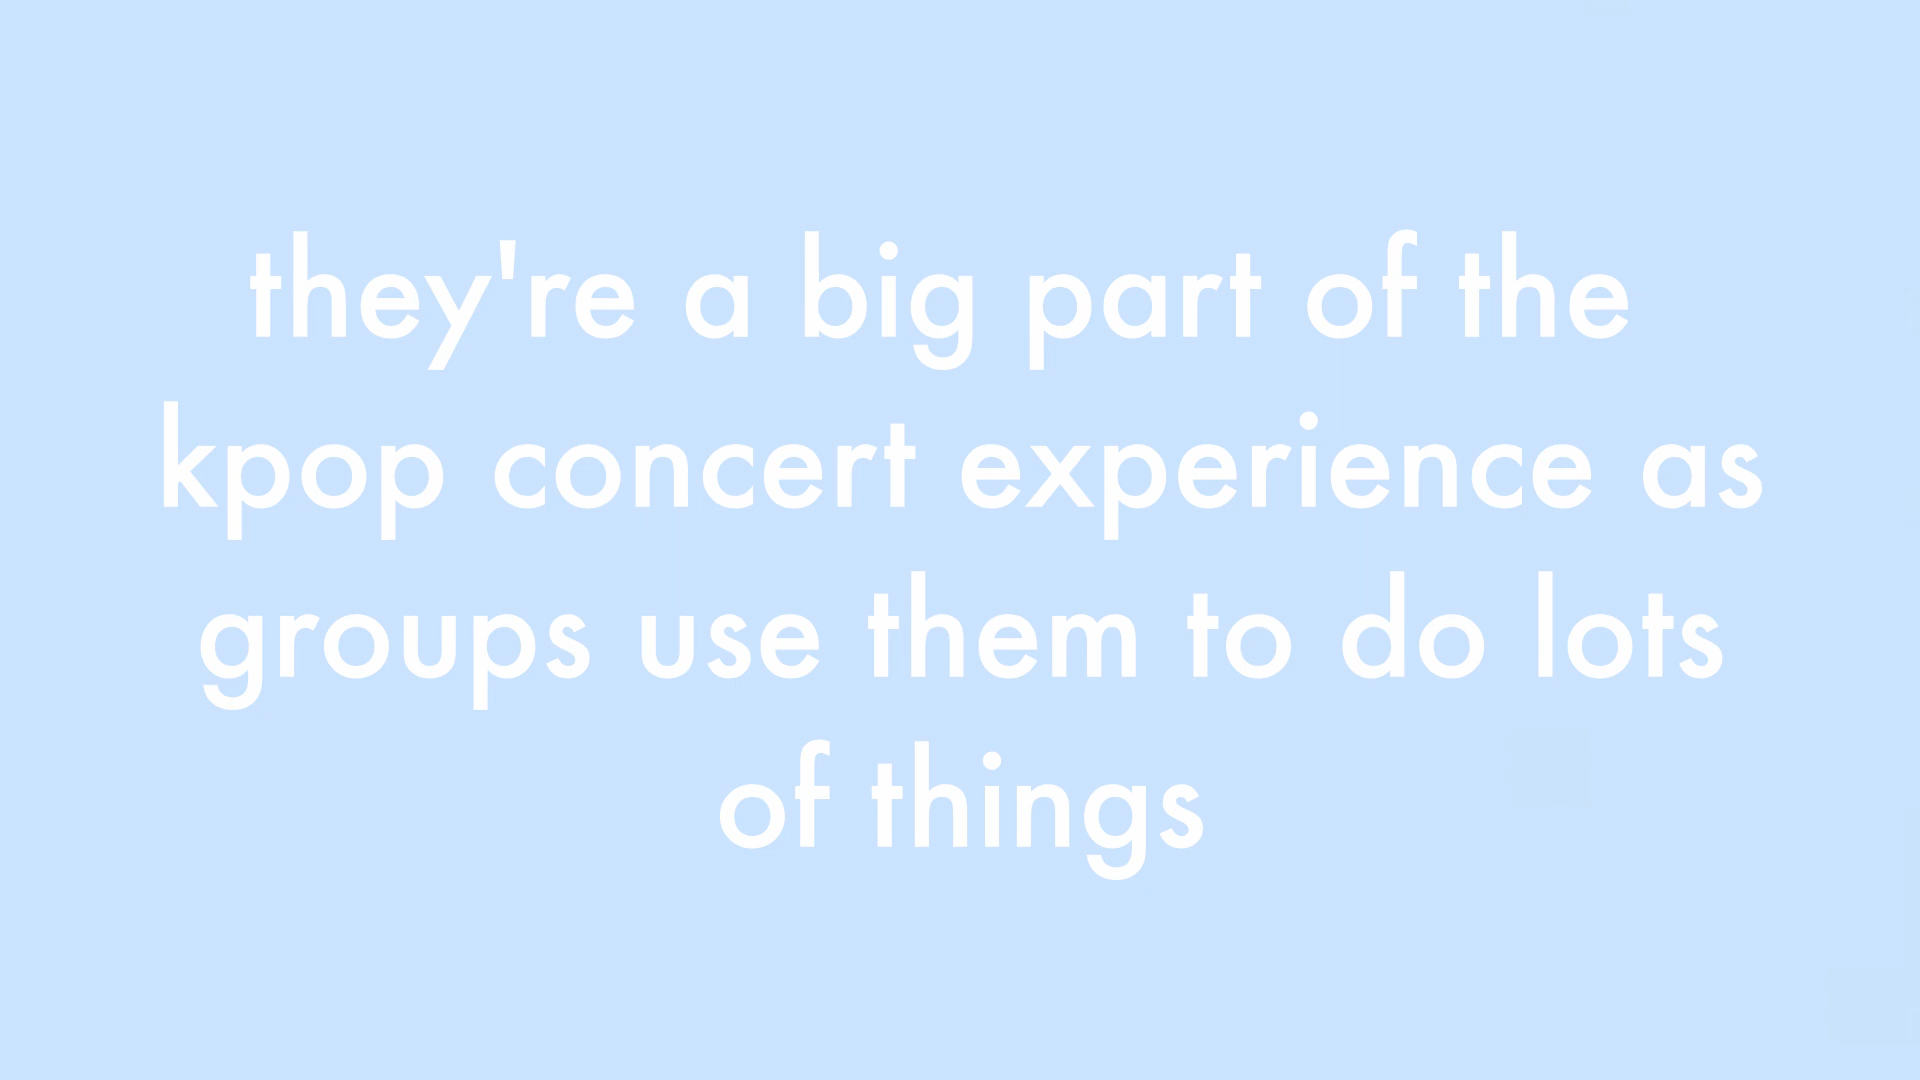 they're a big part of the
kpop concert experience as
groups use them to do lots
of things